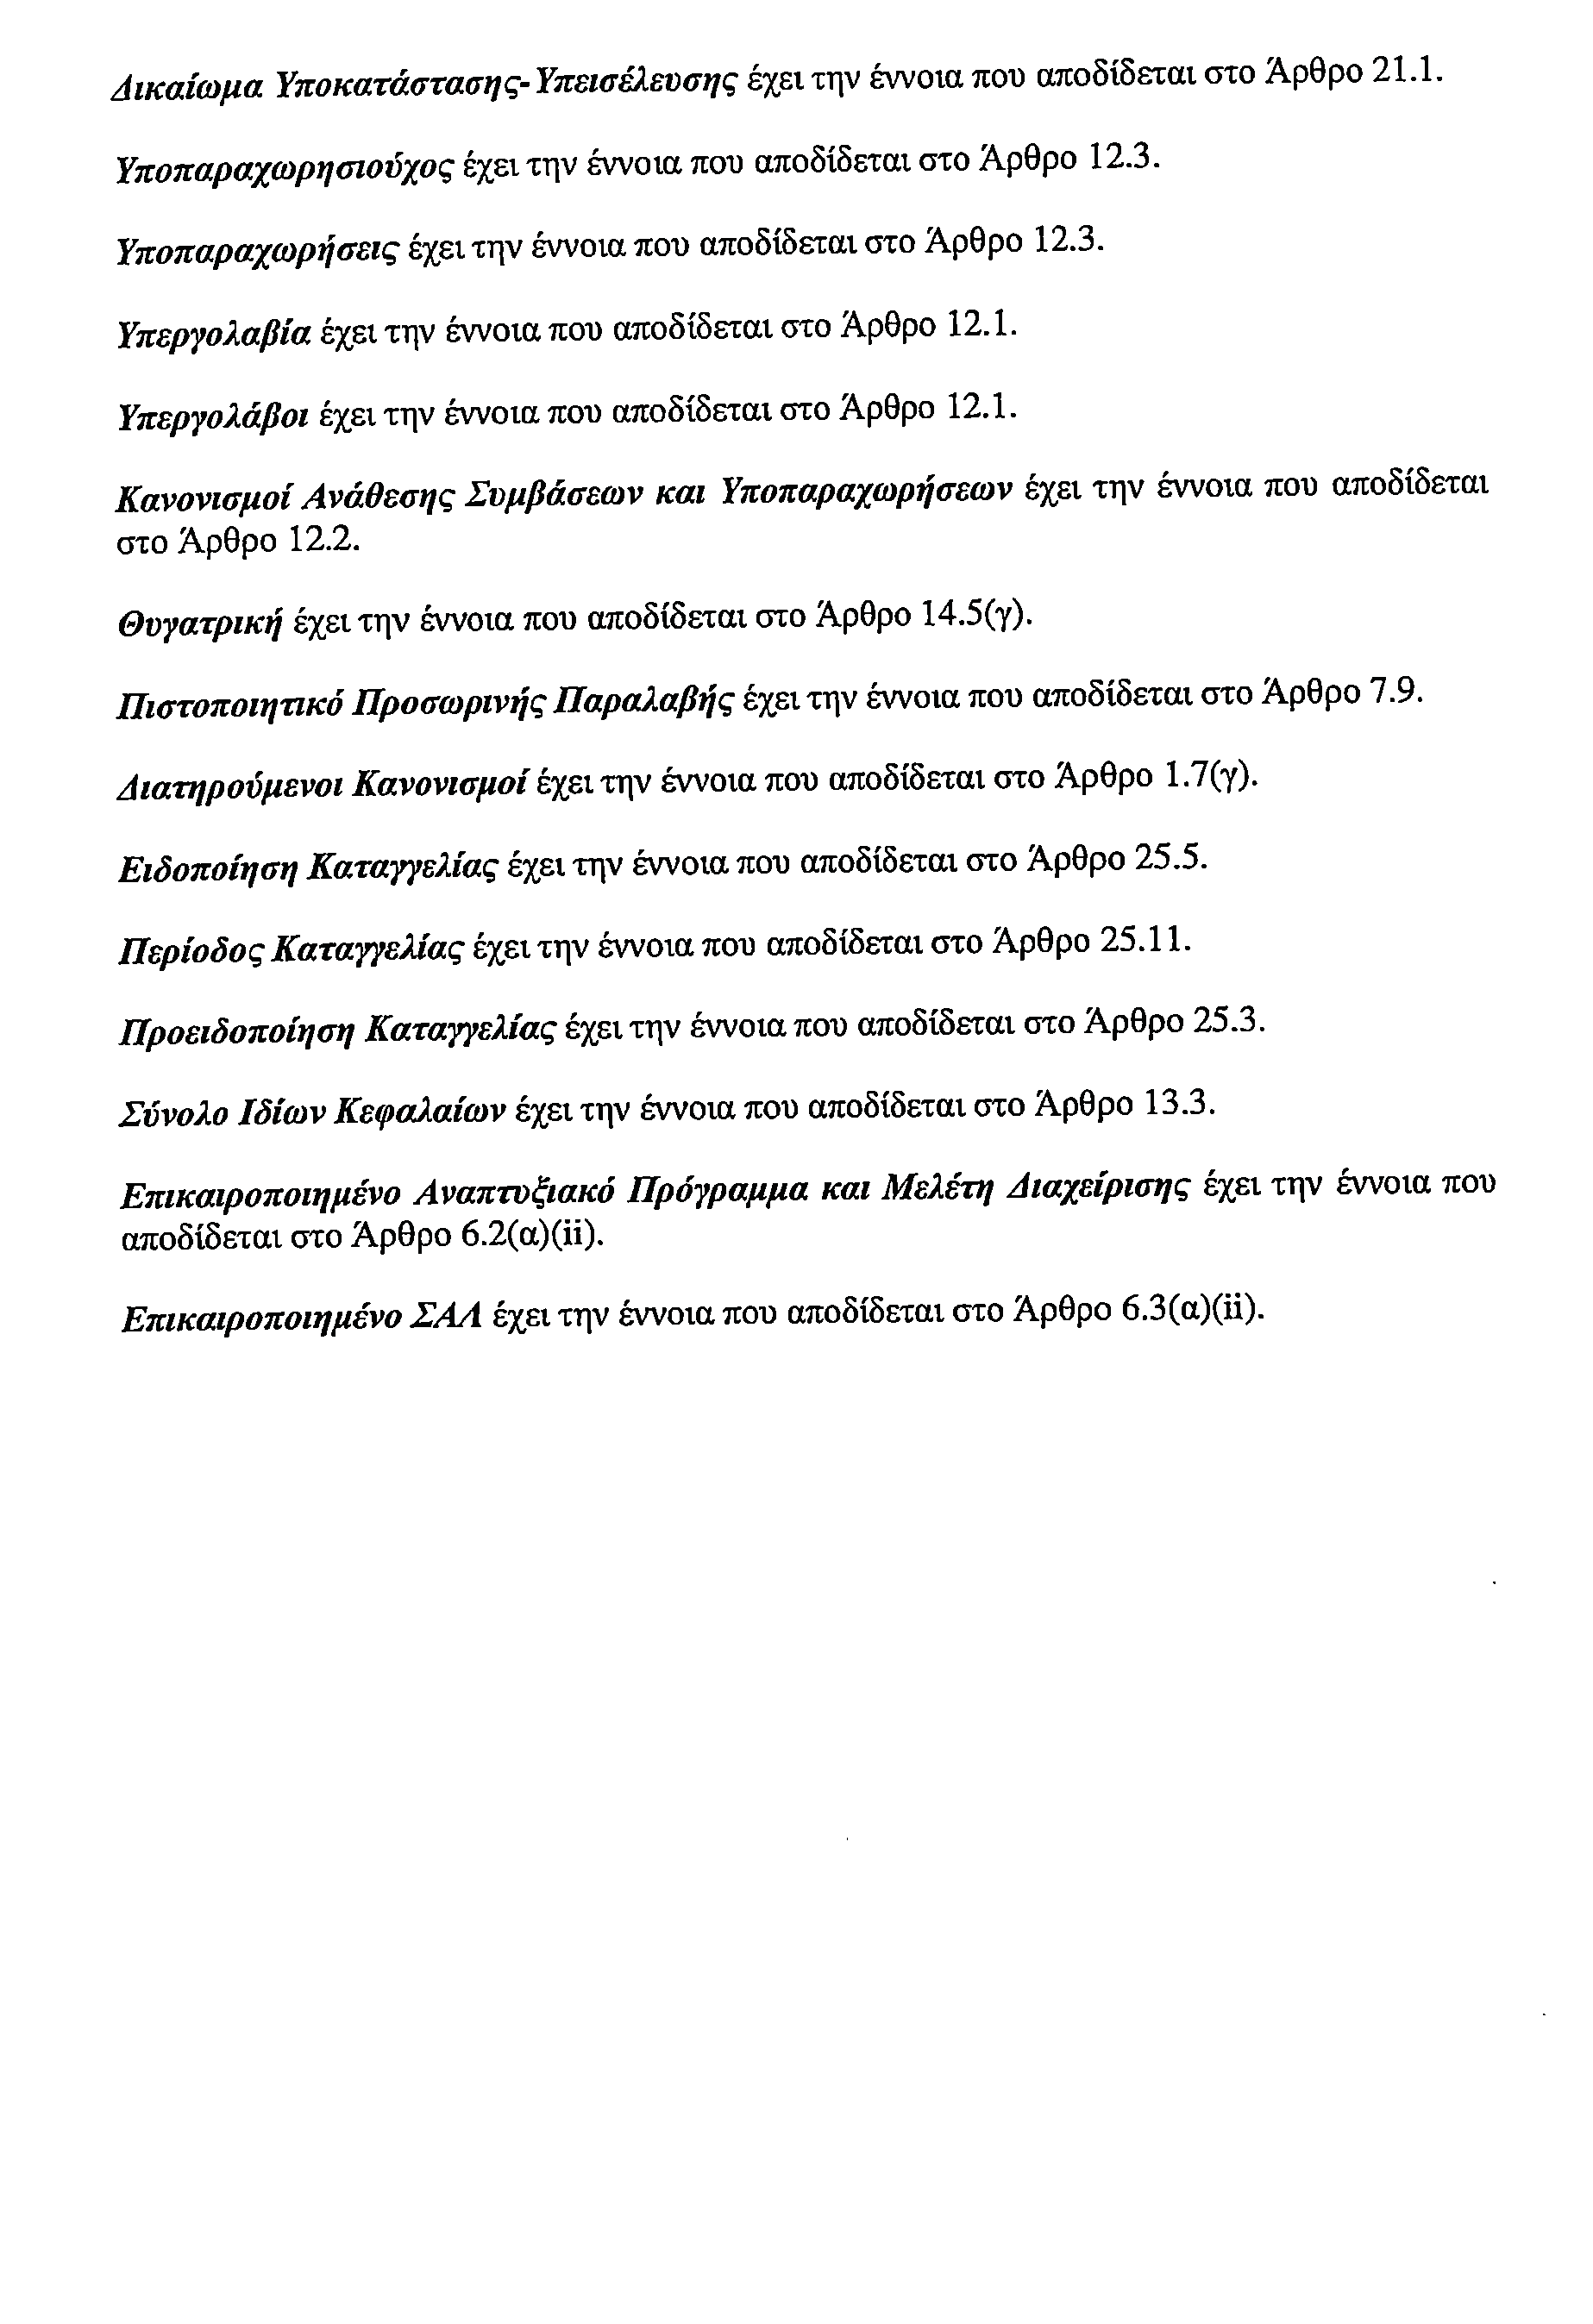 Δικαίωμα Υποκατάστασης-Υπεισέλευσης έχει την έννοια που αποδίδεται στο Άρθρο 21.1.
Υποπαραχωρησιούχος έχει την έννοια που αποδίδεται στο Άρθρο 12.3.
Υποπαραχωρήσεις έχει την έννοια που αποδίδεται στο Άρθρο 12.3.
Υπεργολαβία έχει την έννοια που αποδίδεται στο Άρθρο 12.1.
Υπεργολάβοι έχει την έννοια που αποδίδεται στο Άρθρο 12.1.
Κανονισμοί Ανάθεσης Συμβάσεων και Υποπαραχωρήσεων έχει την έννοια που αποδίδεται
στο Άρθρο 12.2.
Θυγατρική έχει την έννοια που αποδίδεται στο Άρθρο 14.5(γ).
Πιστοποιητικό Προσωρινής Παραλαβής έχει την έννοια που αποδίδεται στο Άρθρο 7.9.
Διατηρούμενοι Κανονισμοί έχει την έννοια που αποδίδεται στο Άρθρο 1.7(γ).
Ειδοποίηση Καταγγελίας έχει την έννοια που αποδίδεται στο Άρθρο 25.5.
Περίοδος Καταγγελίας έχει την έννοια που αποδίδεται στο Άρθρο 25.11.
Προειδοποίηση Καταγγελίας έχει την έννοια που αποδίδεται στο Άρθρο 25.3.
Σύνολο Ιδίων Κεφαλαίων έχει την έννοια που αποδίδεται στο Άρθρο 13.3.
Επικαιροποιημένο Αναπτυξιακό Πρόγραμμα και Μελέτη Διαχείρισης έχει την έννοια που
αποδίδεται στο Άρθρο 6.2(α)(ii).
Επικαιροποιημένο ΣΑΛ έχει την έννοια που αποδίδεται στο Άρθρο 6.3(α)(ii).